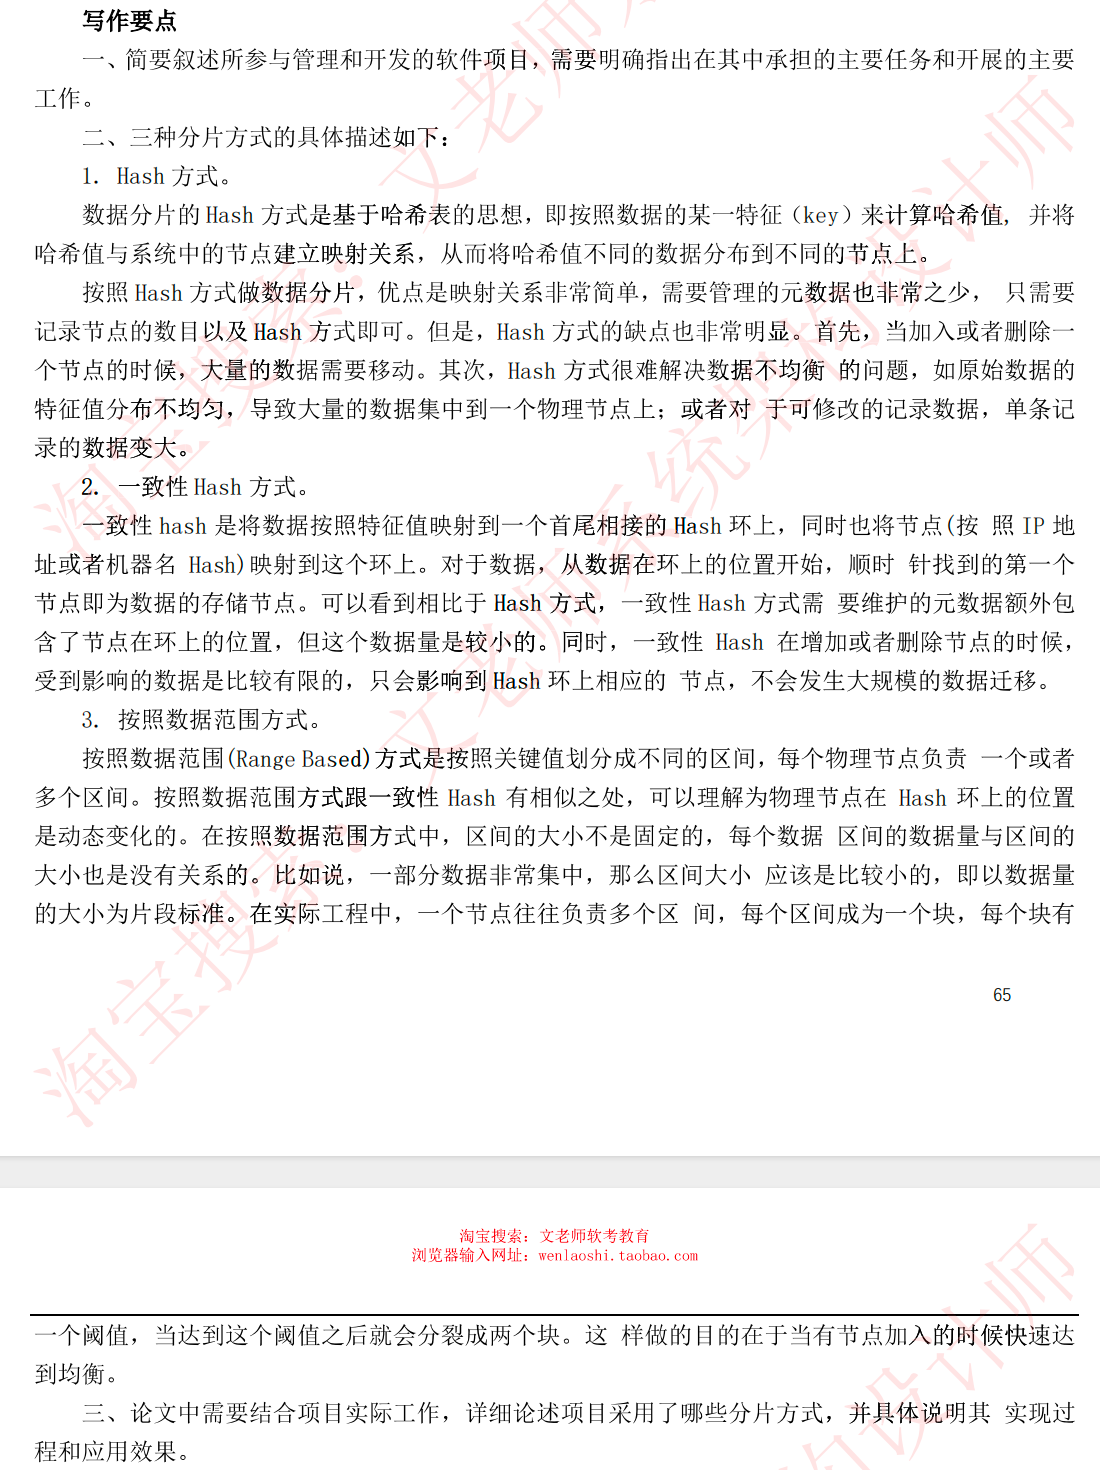 写作要点
一、简要叙述所参与管理和开发的软件项目，需要明确指出在其中承担的主要任务和开展的主要
工作。
二、三种分片方式的具体描述如下：
1. Hash 方式。
数据分片的 Hash 方式是基于哈希表的思想，即按照数据的某一特征（key）来计算哈希值, 并将
哈希值与系统中的节点建立映射关系，从而将哈希值不同的数据分布到不同的节点上。
按照 Hash 方式做数据分片，优点是映射关系非常简单，需要管理的元数据也非常之少， 只需要
记录节点的数目以及 Hash 方式即可。但是，Hash 方式的缺点也非常明显。首先，当加入或者删除一
个节点的时候，大量的数据需要移动。其次，Hash 方式很难解决数据不均衡 的问题，如原始数据的
特征值分布不均匀，导致大量的数据集中到一个物理节点上；或者对 于可修改的记录数据，单条记
录的数据变大。
2. 一致性 Hash 方式。
一致性 hash 是将数据按照特征值映射到一个首尾相接的 Hash 环上，同时也将节点(按 照 IP 地
址或者机器名 Hash)映射到这个环上。对于数据，从数据在环上的位置开始，顺时 针找到的第一个
节点即为数据的存储节点。可以看到相比于 Hash 方式，一致性 Hash 方式需 要维护的元数据额外包
含了节点在环上的位置，但这个数据量是较小的。同时，一致性 Hash 在增加或者删除节点的时候，
受到影响的数据是比较有限的，只会影响到 Hash 环上相应的 节点，不会发生大规模的数据迁移。
3. 按照数据范围方式。
按照数据范围(Range Based)方式是按照关键值划分成不同的区间，每个物理节点负责 一个或者
多个区间。按照数据范围方式跟一致性 Hash 有相似之处，可以理解为物理节点在 Hash 环上的位置
是动态变化的。在按照数据范围方式中，区间的大小不是固定的，每个数据 区间的数据量与区间的
大小也是没有关系的。比如说，一部分数据非常集中，那么区间大小 应该是比较小的，即以数据量
的大小为片段标准。在实际工程中，一个节点往往负责多个区 间，每个区间成为一个块，每个块有
65
淘宝搜索：文老师软考教育
浏览器输入网址：wenlaoshi.taobao.com
一个阈值，当达到这个阈值之后就会分裂成两个块。这 样做的目的在于当有节点加入的时候快速达
到均衡。
三、论文中需要结合项目实际工作，详细论述项目采用了哪些分片方式，并具体说明其 实现过
程和应用效果。
淘宝搜索：文老师系统架构设计师
淘宝搜索：文老师
构设计师